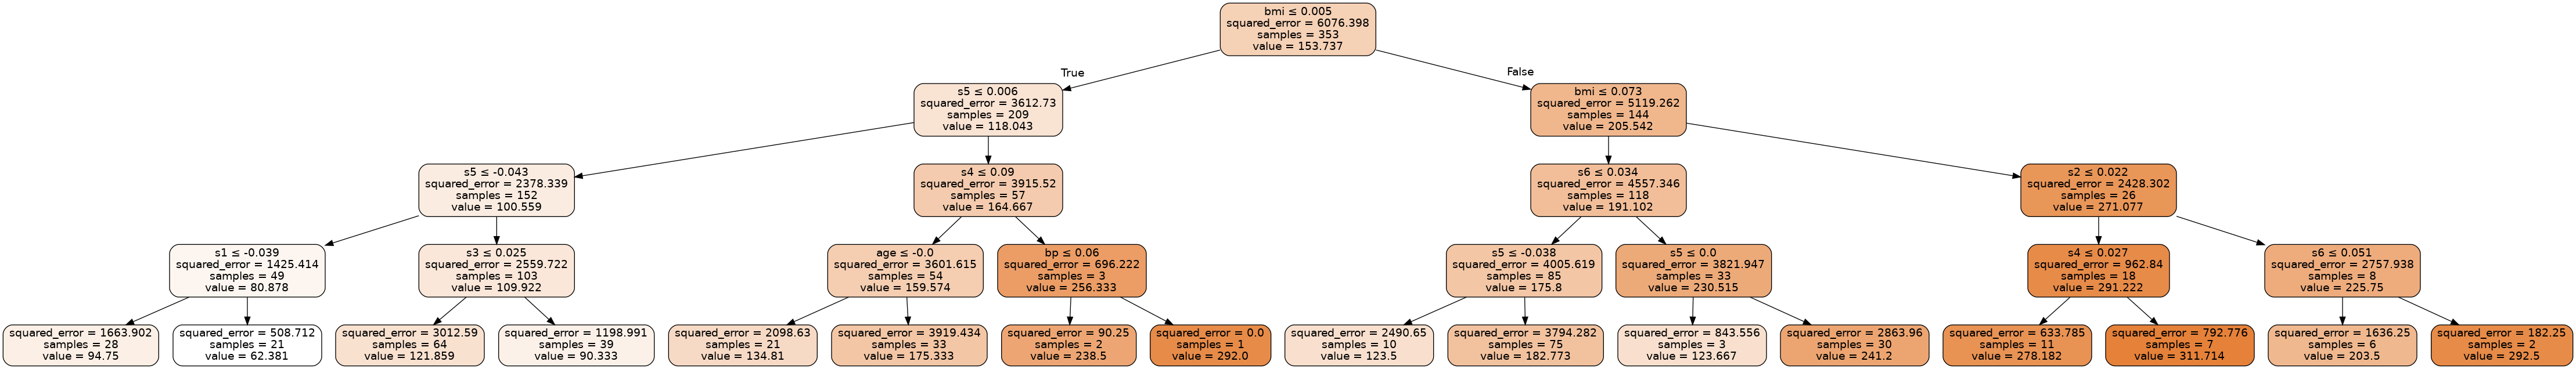 bmi ≤ 0.005
squared_error = 6076.398
samples = 353
value = 153.737
True
False
s5 ≤ 0.006
squared_error = 3612.73
samples = 209
value = 118.043
bmi ≤ 0.073
squared_error = 5119.262
samples = 144
value = 205.542
s5 ≤ -0.043
squared_error = 2378.339
samples = 152
value = 100.559
s4 ≤ 0.09
squared_error = 3915.52
samples = 57
value = 164.667
s6 ≤ 0.034
squared_error = 4557.346
samples = 118
value = 191.102
s2 ≤ 0.022
squared_error = 2428.302
samples = 26
value = 271.077
s1 ≤ -0.039
squared_error = 1425.414
samples = 49
value = 80.878
s3 ≤ 0.025
squared_error = 2559.722
samples = 103
value = 109.922
age ≤ -0.0
squared_error = 3601.615
samples = 54
value = 159.574
bp ≤ 0.06
squared_error = 696.222
samples = 3
value = 256.333
s5 ≤ -0.038
squared_error = 4005.619
samples = 85
value = 175.8
s5 ≤ 0.0
squared_error = 3821.947
samples = 33
value = 230.515
s4 ≤ 0.027
squared_error = 962.84
samples = 18
value = 291.222
s6 ≤ 0.051
squared_error = 2757.938
samples = 8
value = 225.75
squared_error = 1663.902
samples = 28
value = 94.75
squared_error = 508.712
samples = 21
value = 62.381
squared_error = 3012.59
samples = 64
value = 121.859
squared_error = 1198.991
samples = 39
value = 90.333
squared_error = 2098.63
samples = 21
value = 134.81
squared_error = 3919.434
samples = 33
value = 175.333
squared_error = 90.25
samples = 2
value = 238.5
squared_error = 0.0
samples = 1
value = 292.0
squared_error = 2490.65
samples = 10
value = 123.5
squared_error = 3794.282
samples = 75
value = 182.773
squared_error = 843.556
samples = 3
value = 123.667
squared_error = 2863.96
samples = 30
value = 241.2
squared_error = 633.785
samples = 11
value = 278.182
squared_error = 792.776
samples = 7
value = 311.714
squared_error = 1636.25
samples = 6
value = 203.5
squared_error = 182.25
samples = 2
value = 292.5